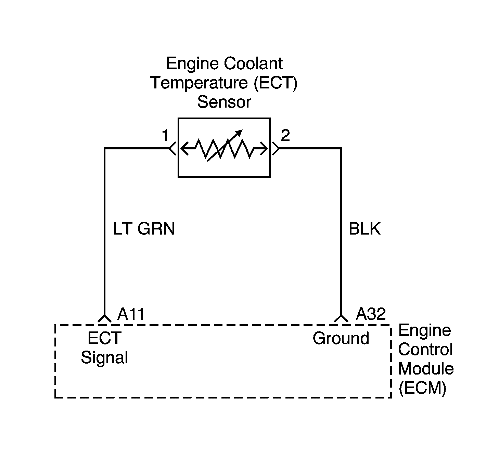 Engine Coolant
Temperature (ECT)
Sensor
1
2
LT GRN
BLK
A11
A32
ECT
Signal
Ground
Engine
Control
Module
(ECM)